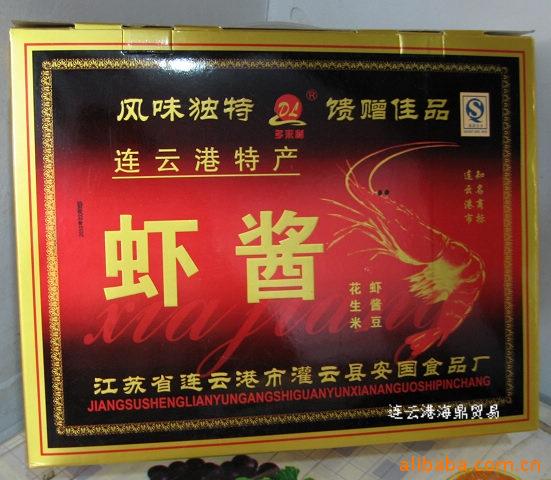 风味独特 DL® 馈赠佳品
多来鲜
连云港特产
连云港市
知名商标
虾酱
xiajiang
花生米
虾酱豆
江苏省连云港市灌云县安国食品厂
JIANGSUSHENGLIANYUNGANGSHIGUANYUNXIANANGUOSHIPINCHANG
连云港海鼎贸易
alibaba.com.cn